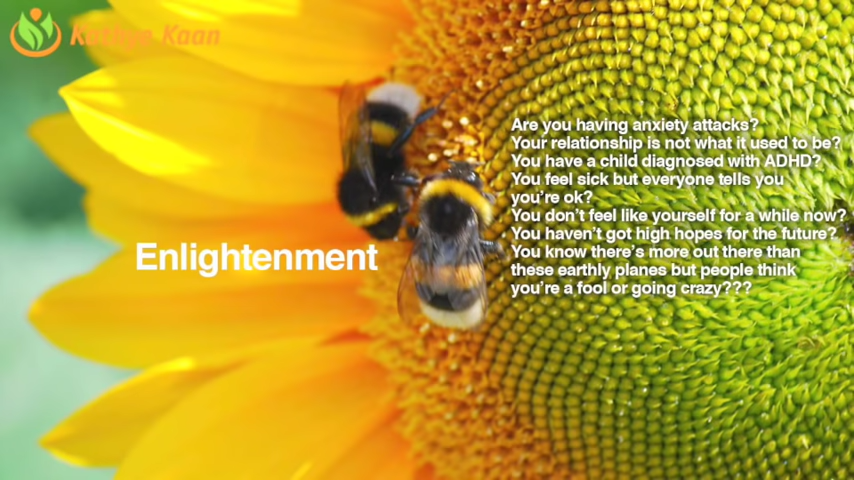 Kathye Kaan
Are you having anxiety attacks?
Your relationship is not what it used to be?
You have a child diagnosed with ADHD?
You feel sick but everyone tells you
you're ok?
You don't feel like yourself for a while now?
You haven't got high hopes for the future?
You know there's more out there than
these earthly planes but people think
you're a fool or going crazy???
Enlightenment